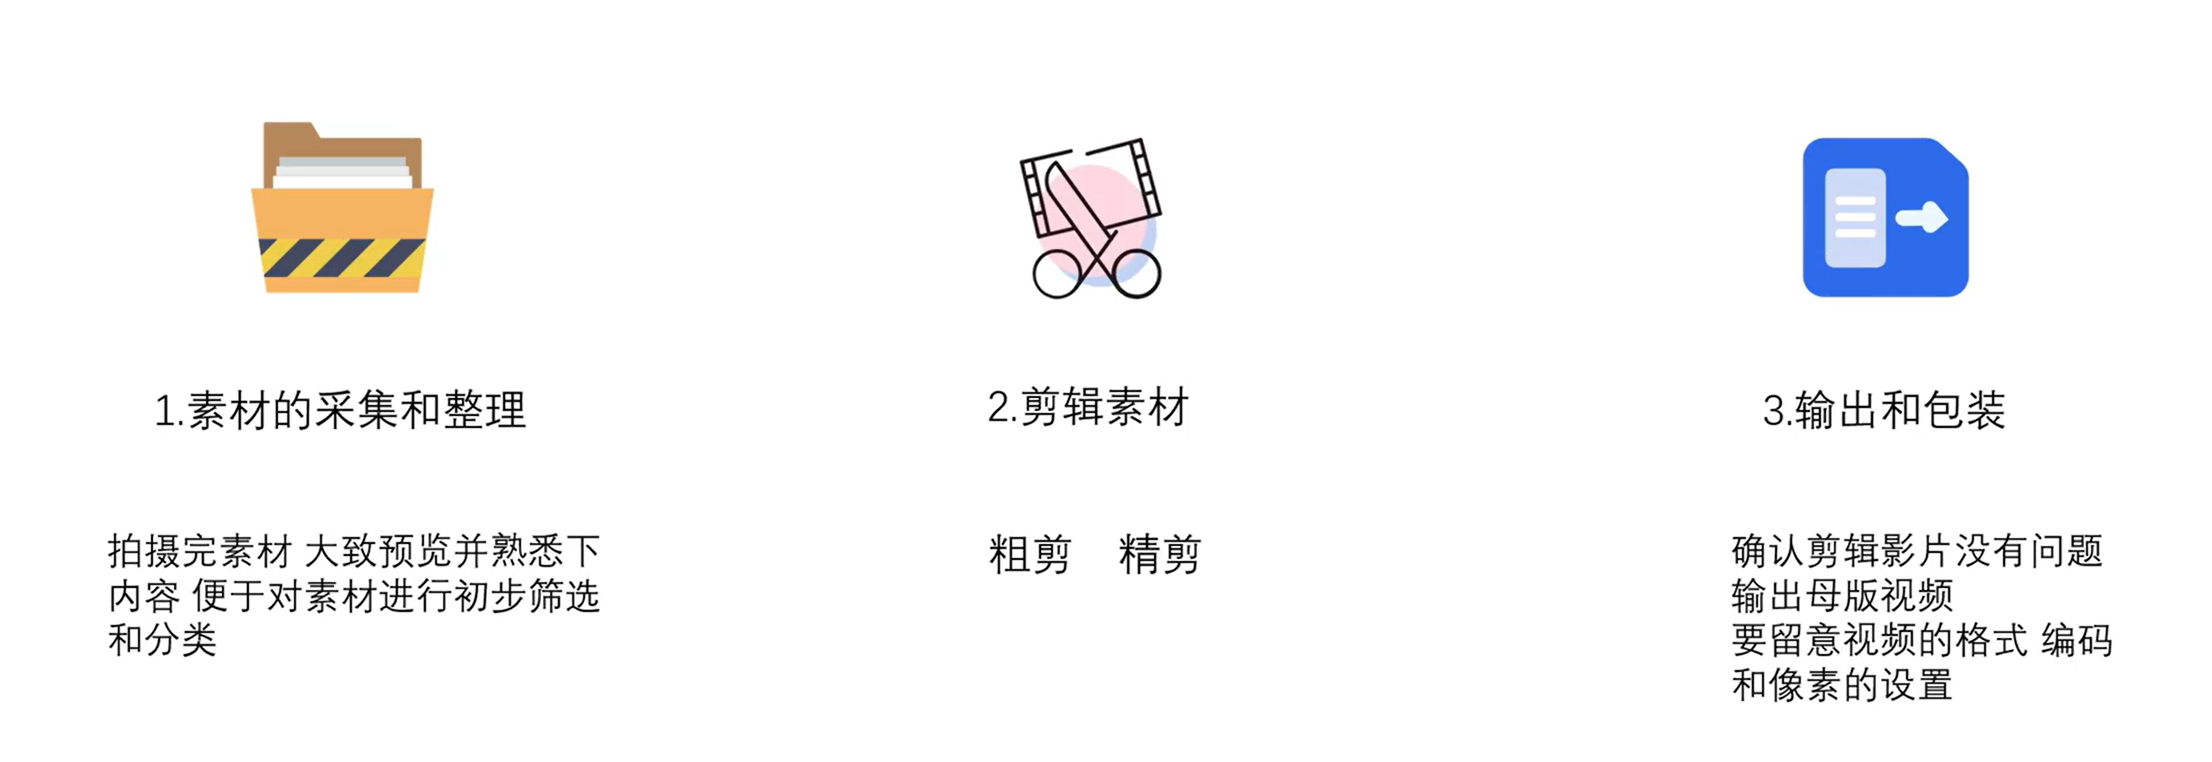 1.素材的采集和整理
拍摄完素材 大致预览并熟悉下
内容 便于对素材进行初步筛选
和分类
2.剪辑素材
粗剪 精剪
3.输出和包装
确认剪辑影片没有问题
输出母版视频
要留意视频的格式 编码
和像素的设置